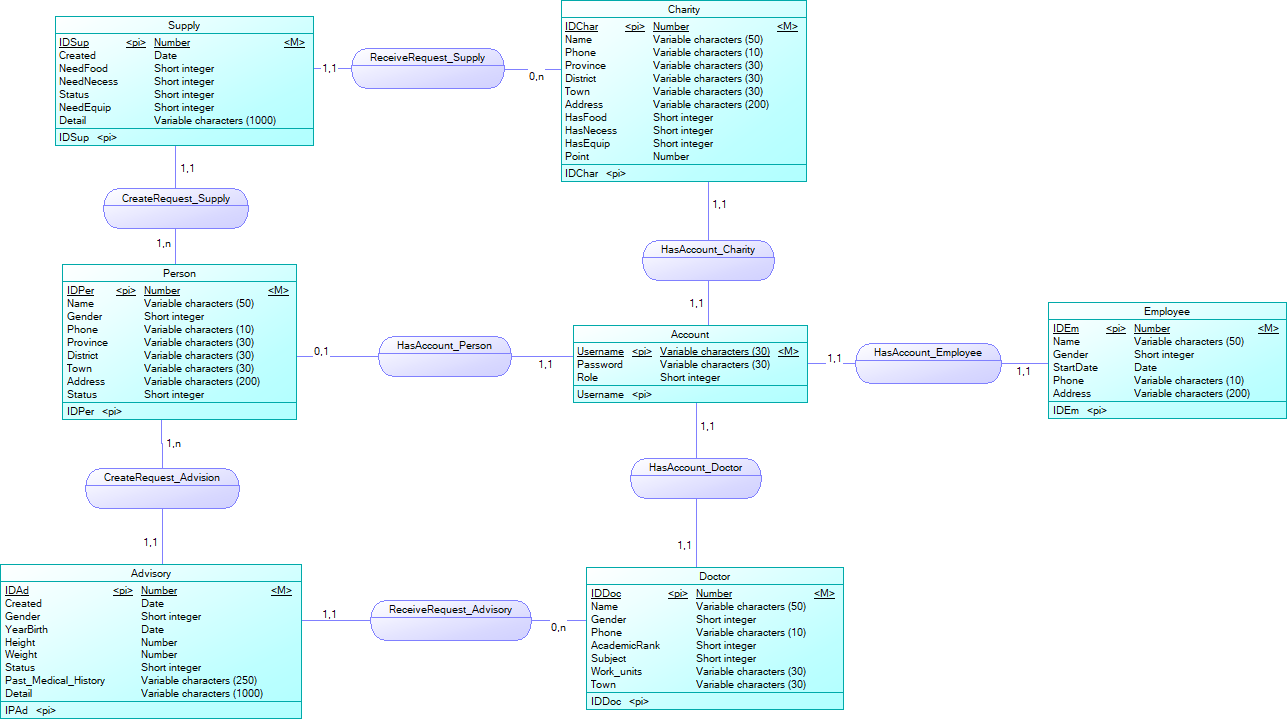 Supply
IDSup <pi> Number <M>
Created Date
NeedFood Short integer
NeedNecess Short integer
Status Short integer
NeedEquip Short integer
Detail Variable characters (1000)
IDSup <pi>
1,1
ReceiveRequest_Supply
0,n
Charity
IDChar <pi> Number <M>
Name Variable characters (50)
Phone Variable characters (10)
Province Variable characters (30)
District Variable characters (30)
Town Variable characters (30)
Address Variable characters (200)
HasFood Short integer
HasNecess Short integer
HasEquip Short integer
Point Number
IDChar <pi>
1,1
CreateRequest_Supply
1,n
1,1
HasAccount_Charity
1,1
Person
IDPer <pi> Number <M>
Name Variable characters (50)
Gender Short integer
Phone Variable characters (10)
Province Variable characters (30)
District Variable characters (30)
Town Variable characters (30)
Address Variable characters (200)
Status Short integer
IDPer <pi>
0,1
HasAccount_Person
1,1
Account
Username <pi> Variable characters (30) <M>
Password Variable characters (30)
Role Short integer
Username <pi>
1,1
HasAccount_Employee
1,1
Employee
IDEm <pi> Number <M>
Name Variable characters (50)
Gender Short integer
StartDate Date
Phone Variable characters (10)
Address Variable characters (200)
IDEm <pi>
1,n
CreateRequest_Advision
1,1
1,1
HasAccount_Doctor
1,1
Advisory
IDAd <pi> Number <M>
Created Date
Gender Short integer
YearBirth Date
Height Number
Weight Number
Status Short integer
Past_Medical_History Variable characters (250)
Detail Variable characters (1000)
IPAd <pi>
1,1
ReceiveRequest_Advisory
0,n
Doctor
IDDoc <pi> Number <M>
Name Variable characters (50)
Gender Short integer
Phone Variable characters (10)
AcademicRank Short integer
Subject Short integer
Work_units Variable characters (30)
Town Variable characters (30)
IDDoc <pi>